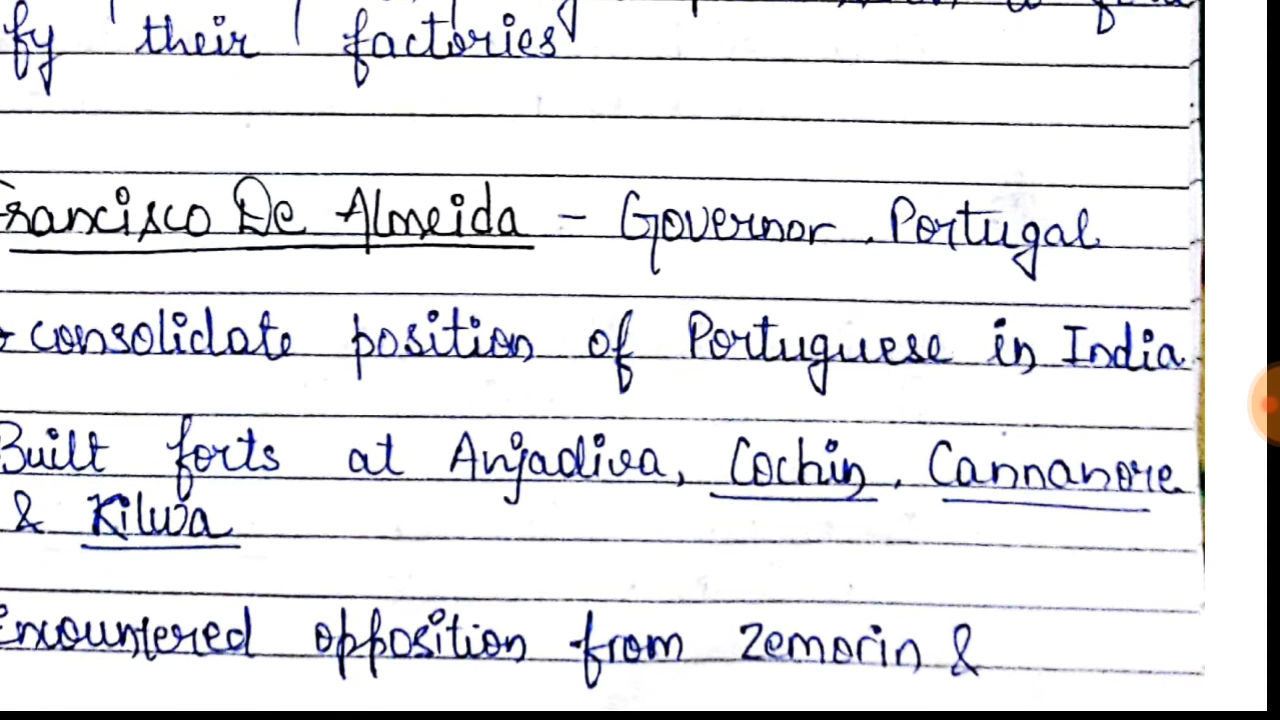 fy their factories
Francisco De Almeida - Governor. Portugal
consolidate position of Portuguese in India
Built forts at Anjadiva, Cochin, Cannanore
& Kilwa
Encountered opposition from Zemorin &